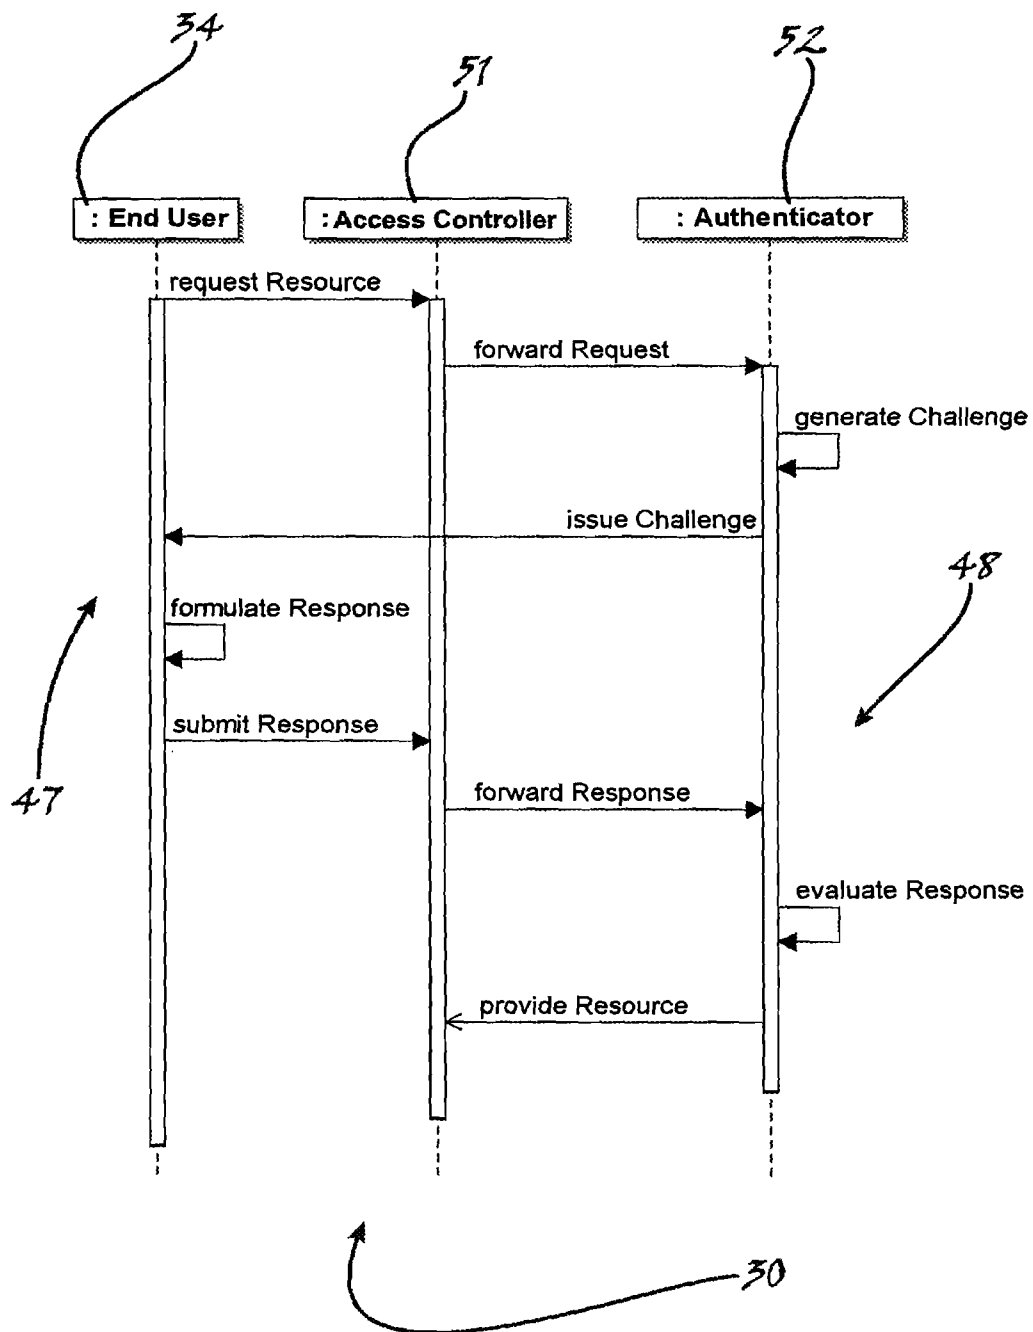 34
51
52
: End User
: Access Controller
: Authenticator
request Resource
forward Request
generate Challenge
issue Challenge
48
formulate Response
submit Response
47
forward Response
evaluate Response
provide Resource
30